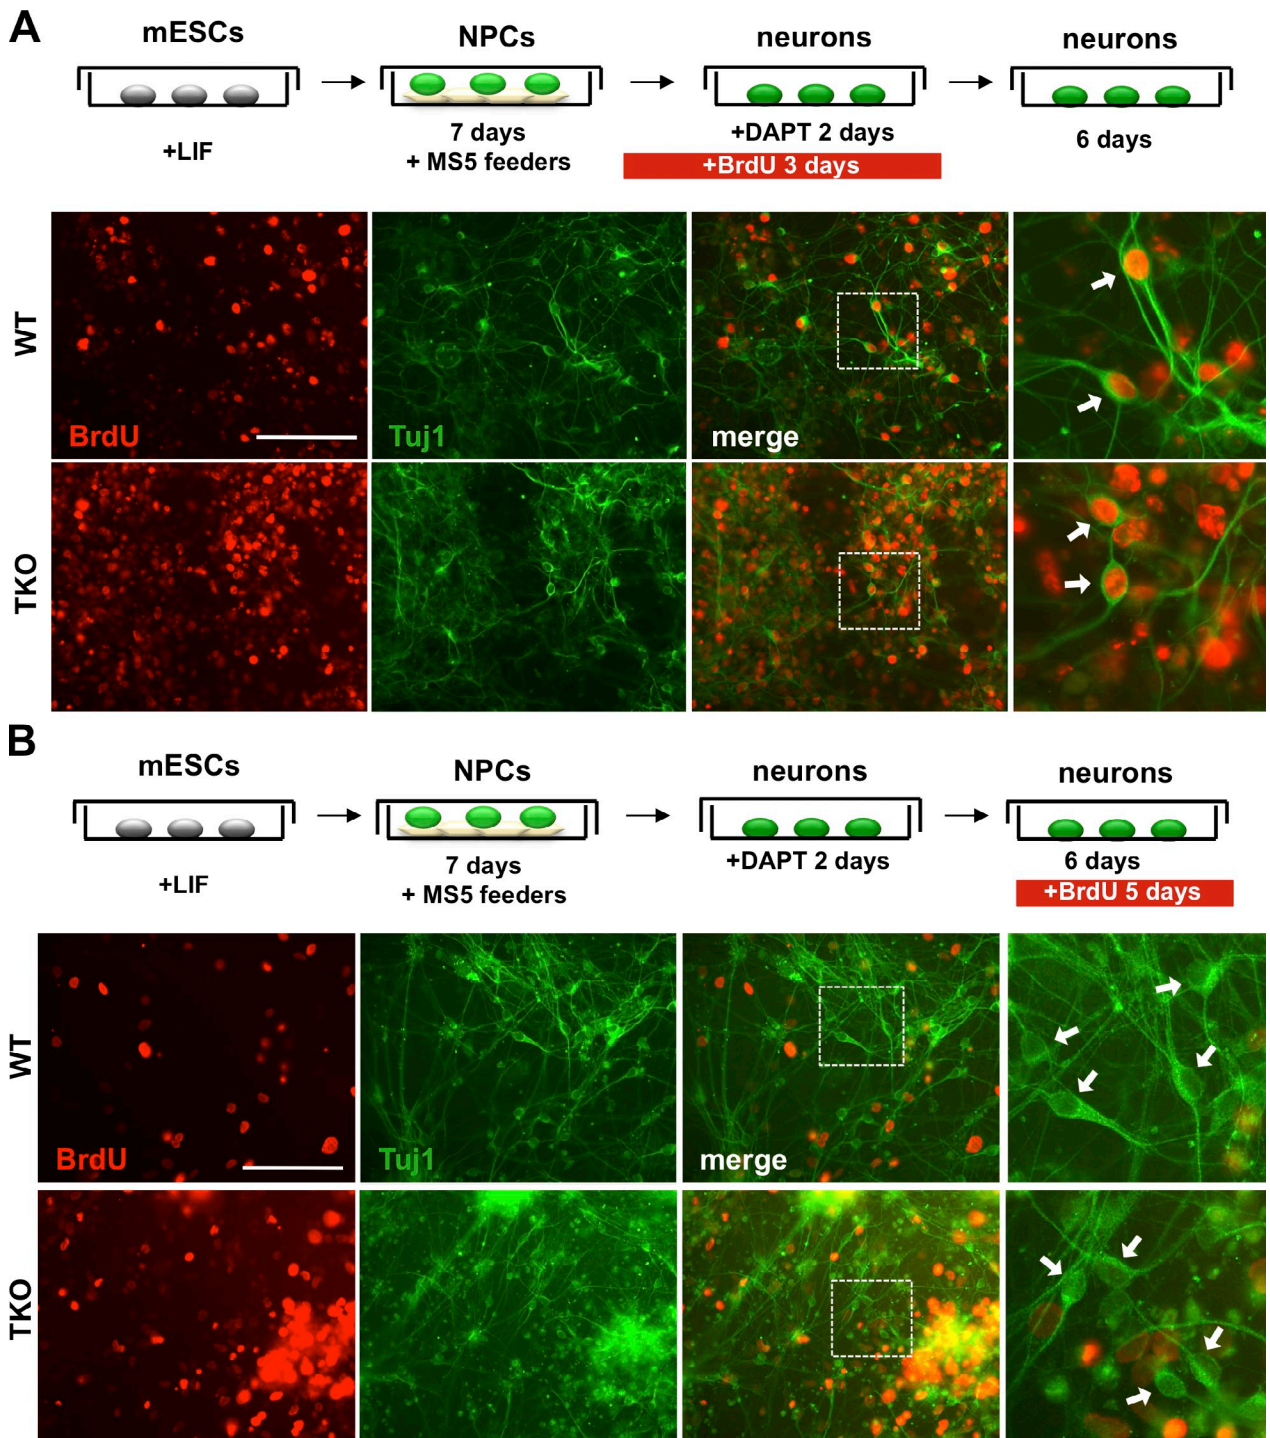 A
mESCs
NPCs
neurons
neurons
+LIF
7 days
+ MS5 feeders
+DAPT 2 days
+BrdU 3 days
6 days
WT
BrdU
Tuj1
merge
TKO
B
mESCs
NPCs
neurons
neurons
+LIF
7 days
+ MS5 feeders
+DAPT 2 days
6 days
+BrdU 5 days
WT
BrdU
Tuj1
merge
TKO